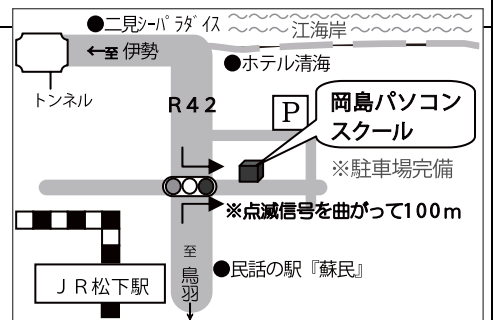 ●二見シーパラダイス
江海岸
←至 伊勢
●ホテル清海
トンネル
R42
P
岡島パソコン
スクール
※駐車場完備
※点滅信号を曲がって100m
至
鳥羽
●民話の駅『蘇民』
JR松下駅